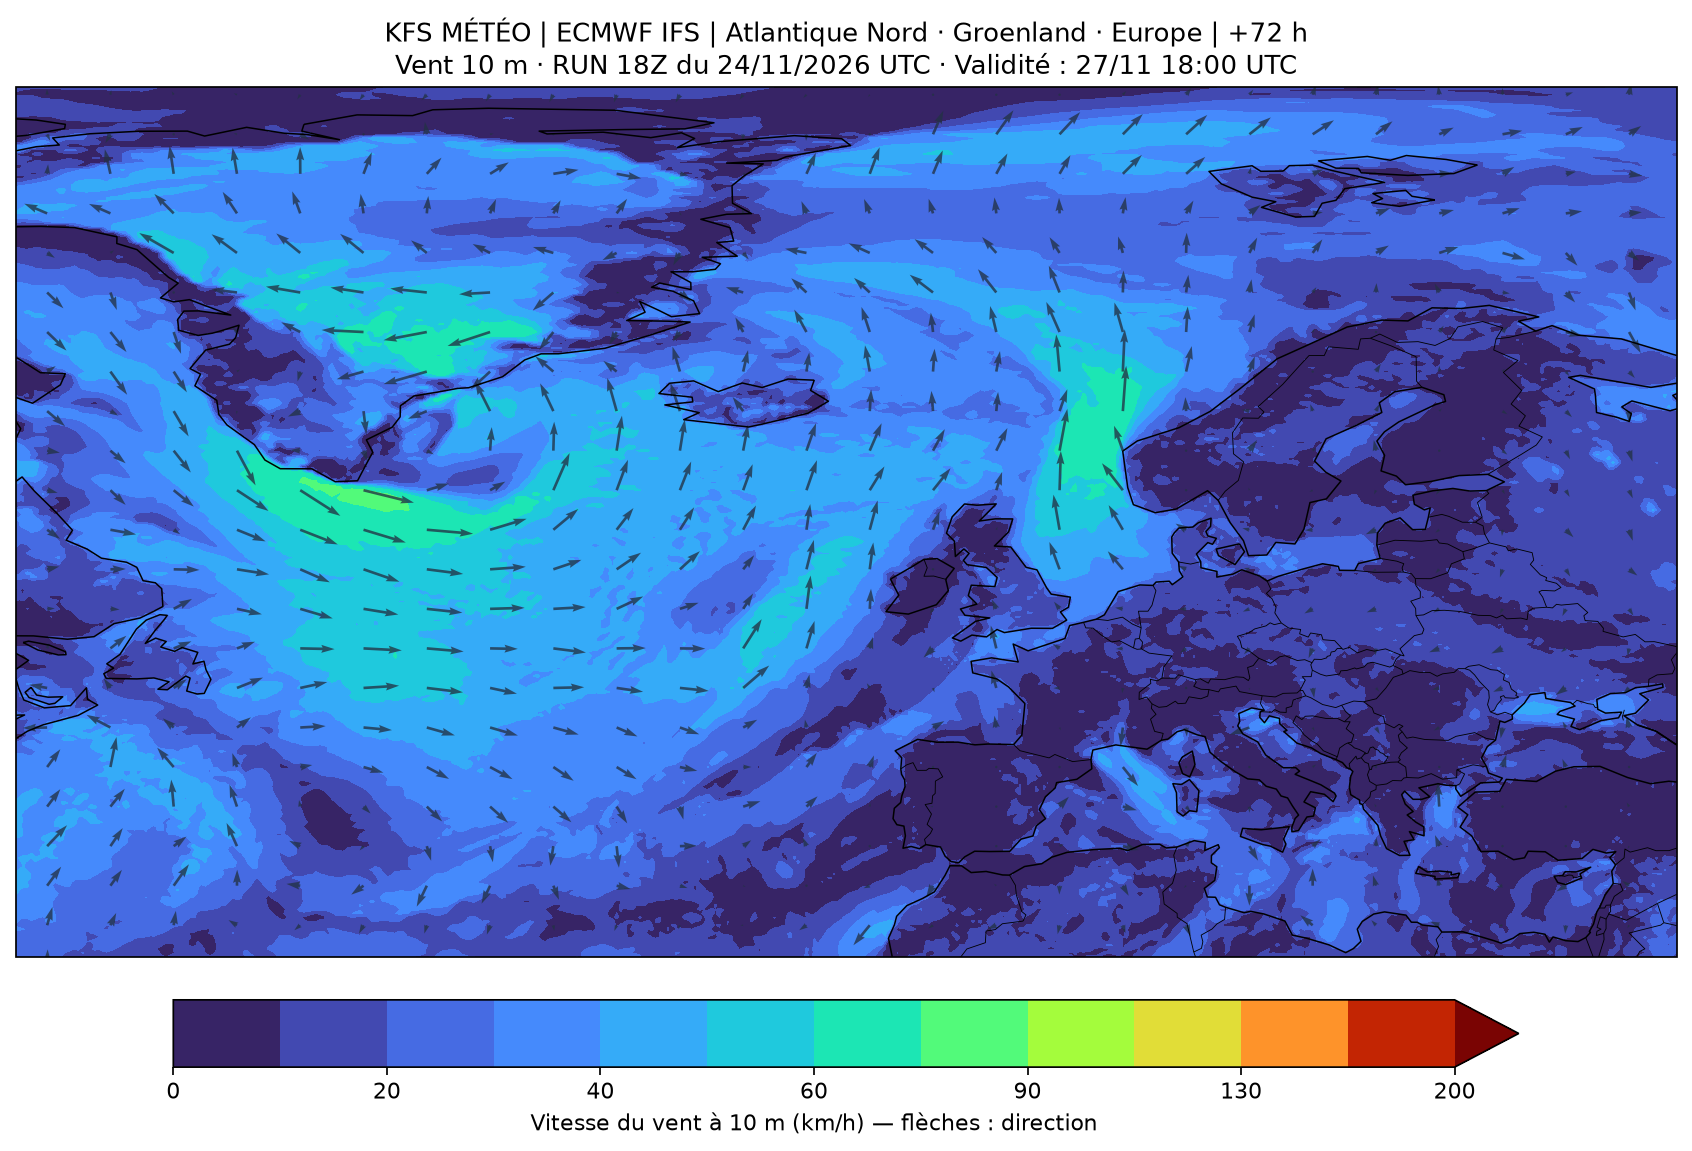 KFS MÉTÉO | ECMWF IFS | Atlantique Nord · Groenland · Europe | +72 h
Vent 10 m · RUN 18Z du 24/11/2026 UTC · Validité : 27/11 18:00 UTC
0 20 40 60 90 130 200
Vitesse du vent à 10 m (km/h) — flèches : direction